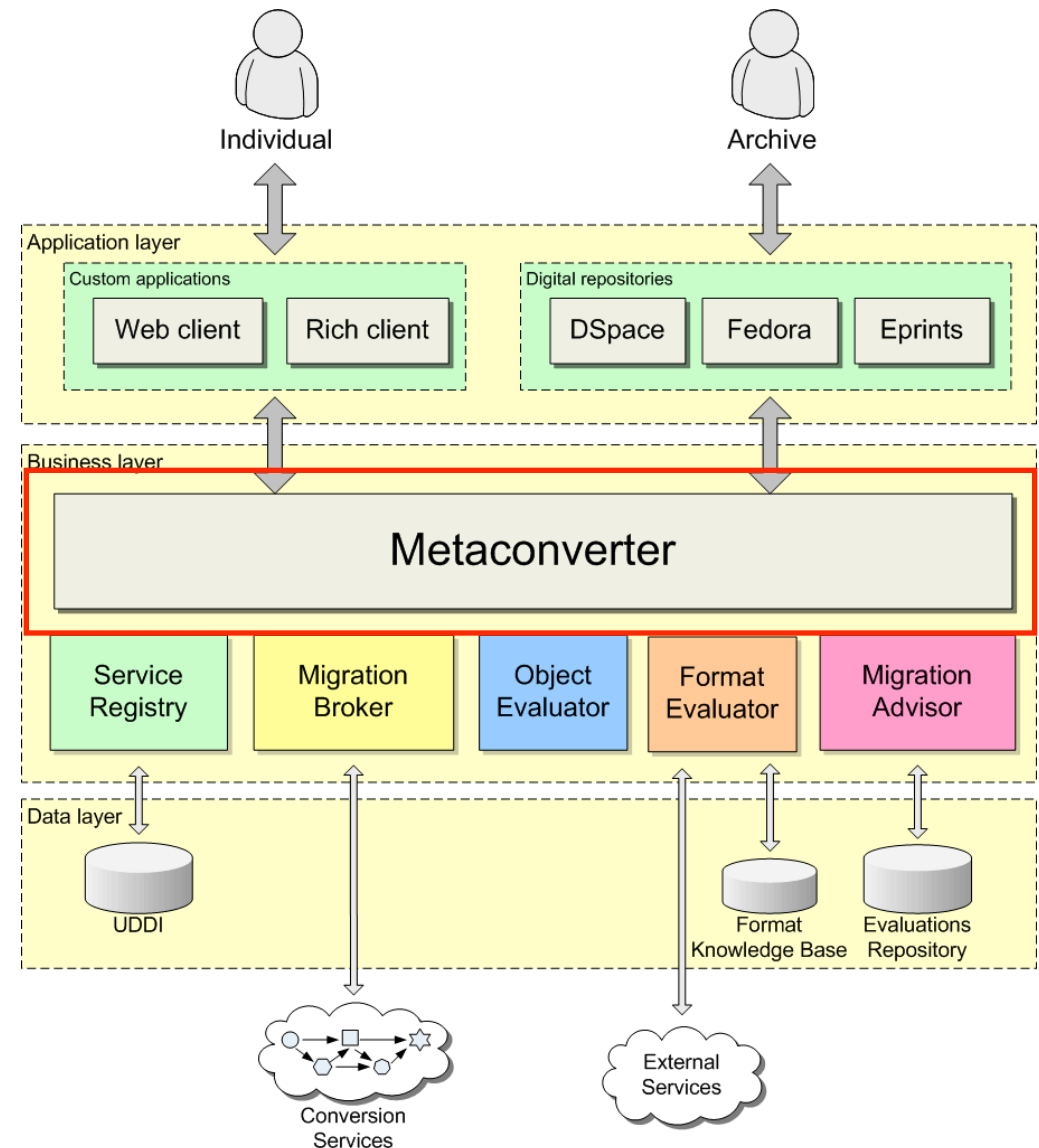 Individual
Archive
Application layer
Custom applications
Web client
Rich client
Digital repositories
DSpace
Fedora
Eprints
Business layer
Metaconverter
Service
Registry
Migration
Broker
Object
Evaluator
Format
Evaluator
Migration
Advisor
Data layer
UDDI
Format
Knowledge Base
Evaluations
Repository
Conversion
Services
External
Services